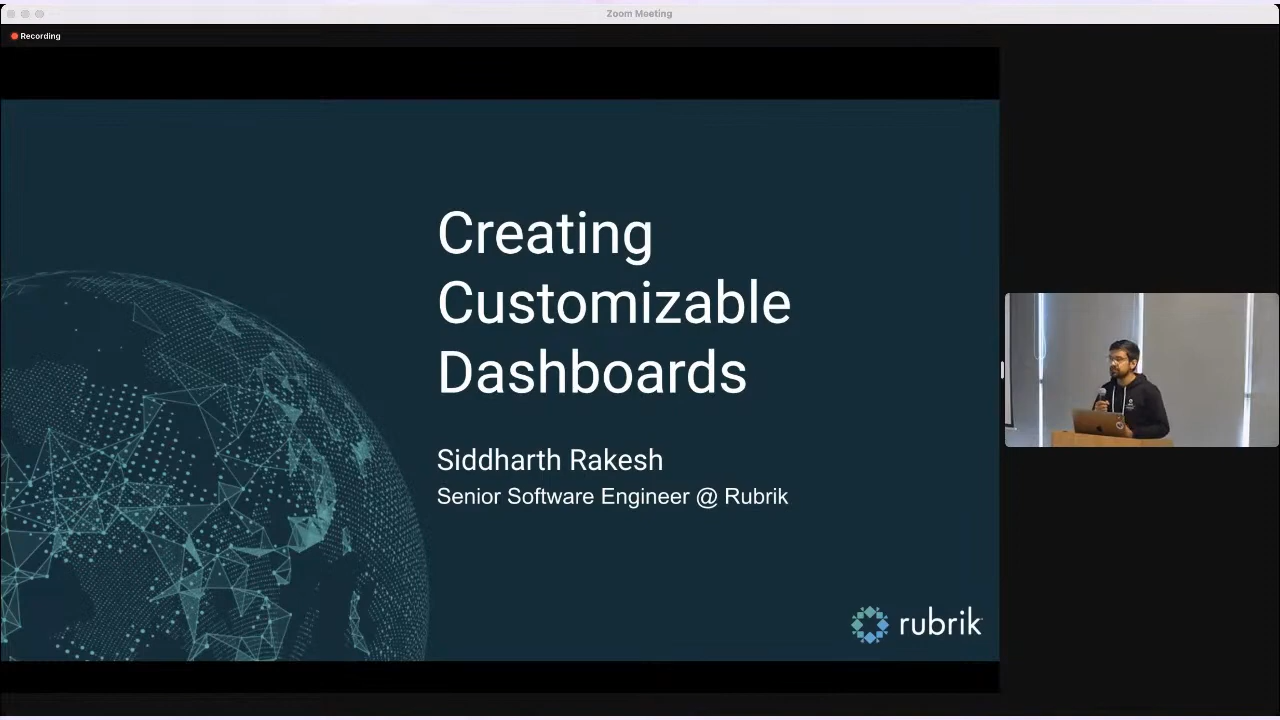 Zoom Meeting
Recording
Creating
Customizable
Dashboards
Siddharth Rakesh
Senior Software Engineer @ Rubrik
rubrik